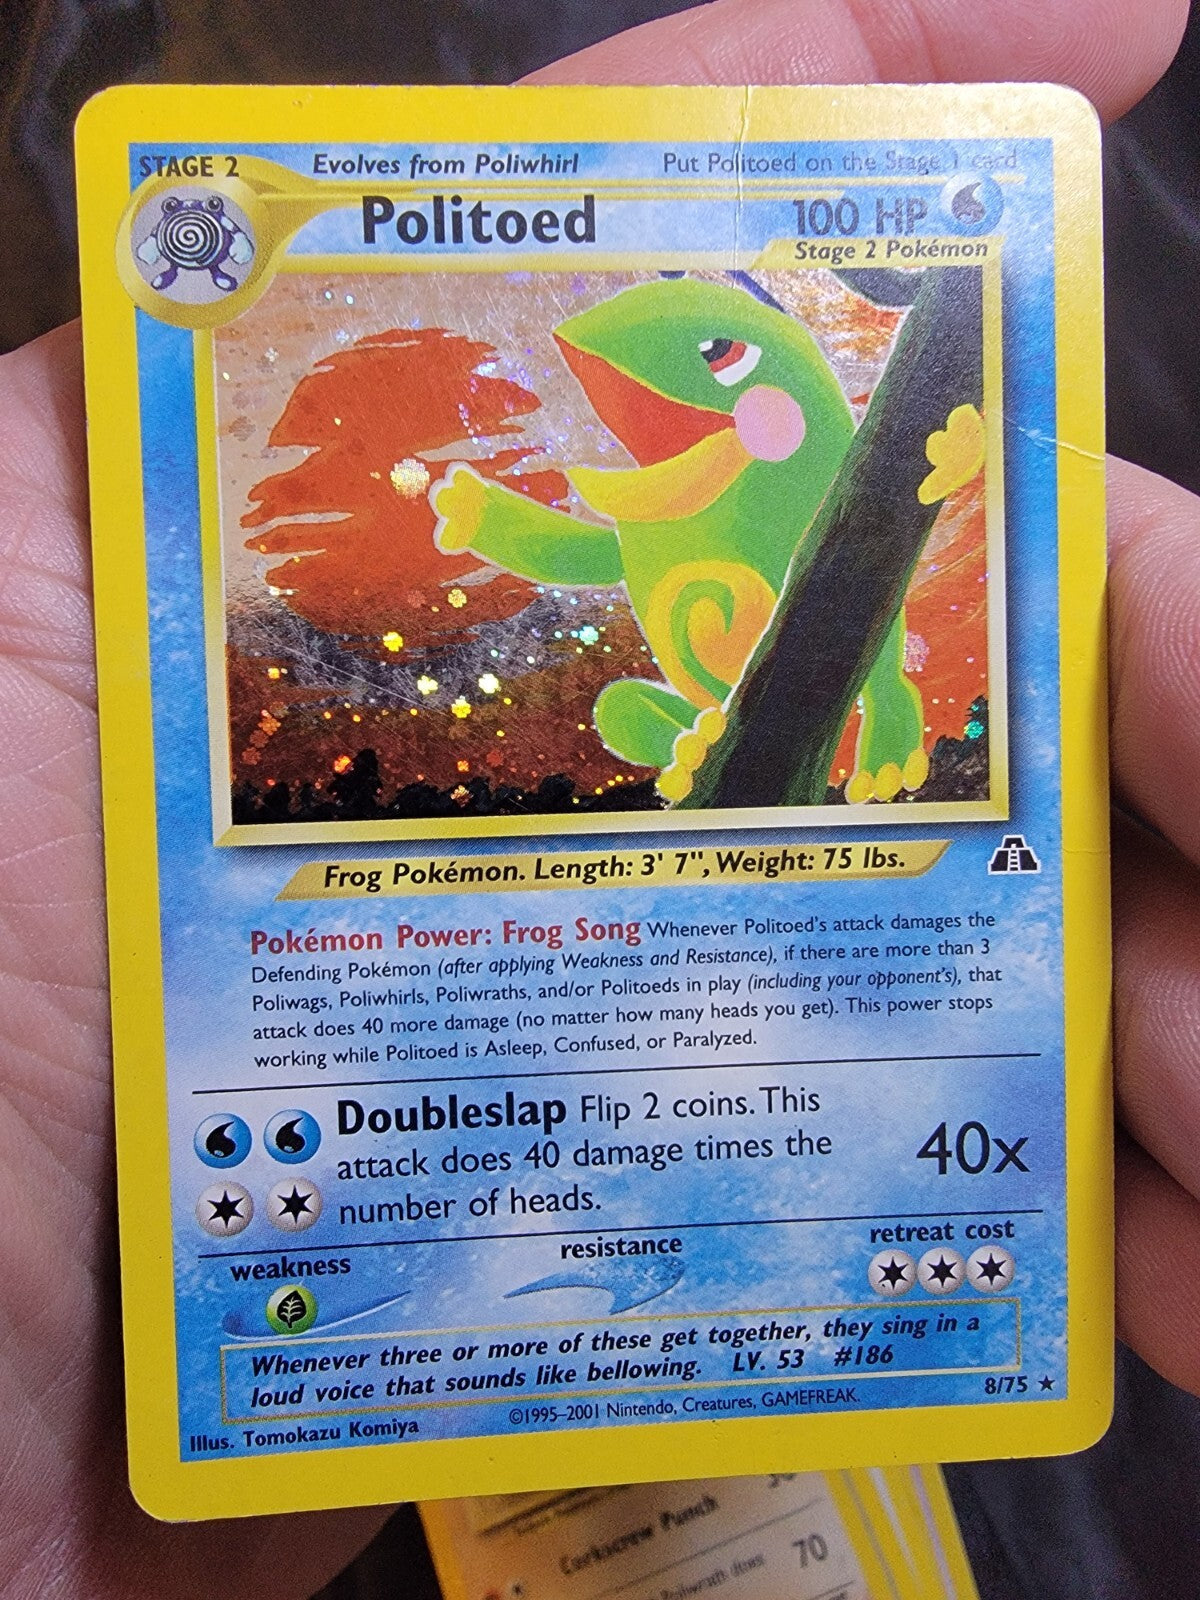 STAGE 2 Evolves from Poliwhirl Put Politoed on the Stage 1 card
Politoed 100 HP
Stage 2 Pokémon
Frog Pokémon. Length: 3' 7", Weight: 75 lbs.
Pokémon Power: Frog Song Whenever Politoed's attack damages the
Defending Pokémon (after applying Weakness and Resistance), if there are more than 3
Poliwags, Poliwhirls, Poliwraths, and/or Politoeds in play (including your opponent's), that
attack does 40 more damage (no matter how many heads you get). This power stops
working while Politoed is Asleep, Confused, or Paralyzed.
Doubleslap Flip 2 coins. This
attack does 40 damage times the
number of heads.
40x
weakness resistance retreat cost
Whenever three or more of these get together, they sing in a
loud voice that sounds like bellowing. LV. 53 #186
8/75 ★
Illus. Tomokazu Komiya ©1995–2001 Nintendo, Creatures, GAMEFREAK.
Corkscrew Punch
70